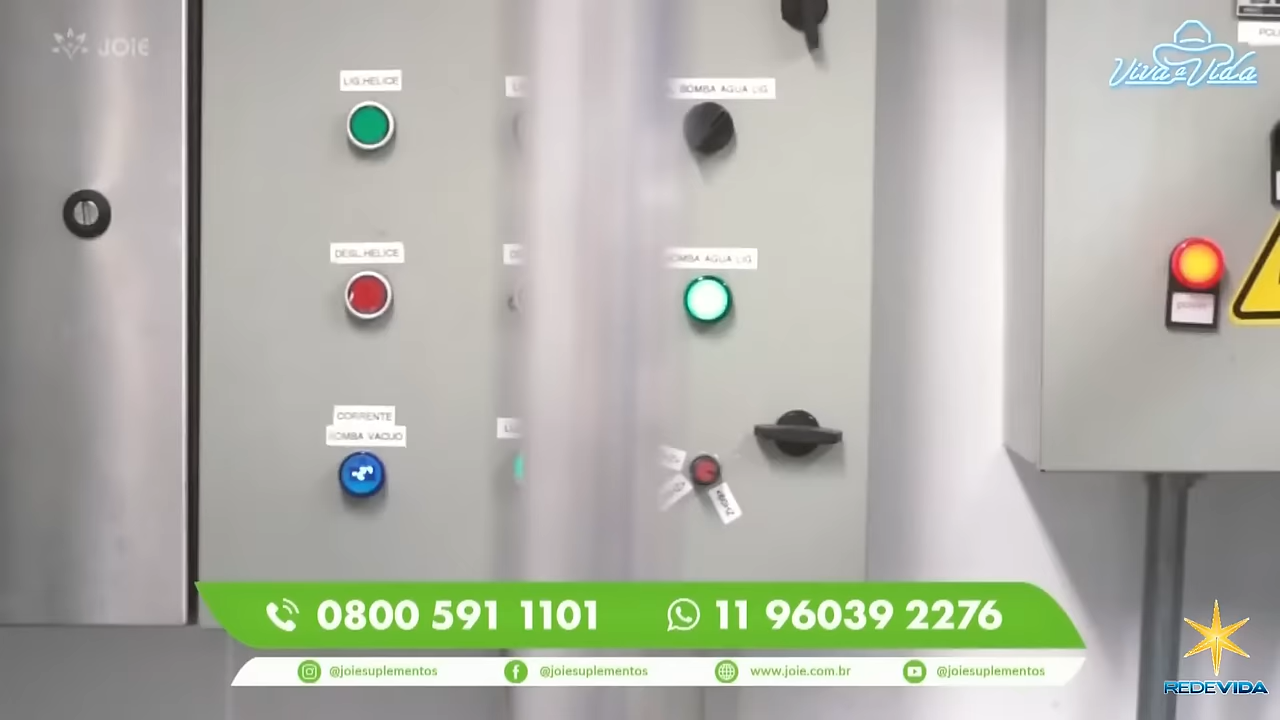 JOIE
Viva a Vida
LIG.HELICE
BOMBA AGUA LIG.
DESL.HELICE
BOMBA AGUA LIG.
CORRENTE
BOMBA VACUO
0800 591 1101
11 96039 2276
@joiesuplementos
@joiesuplementos
www.joie.com.br
@joiesuplementos
REDEVIDA